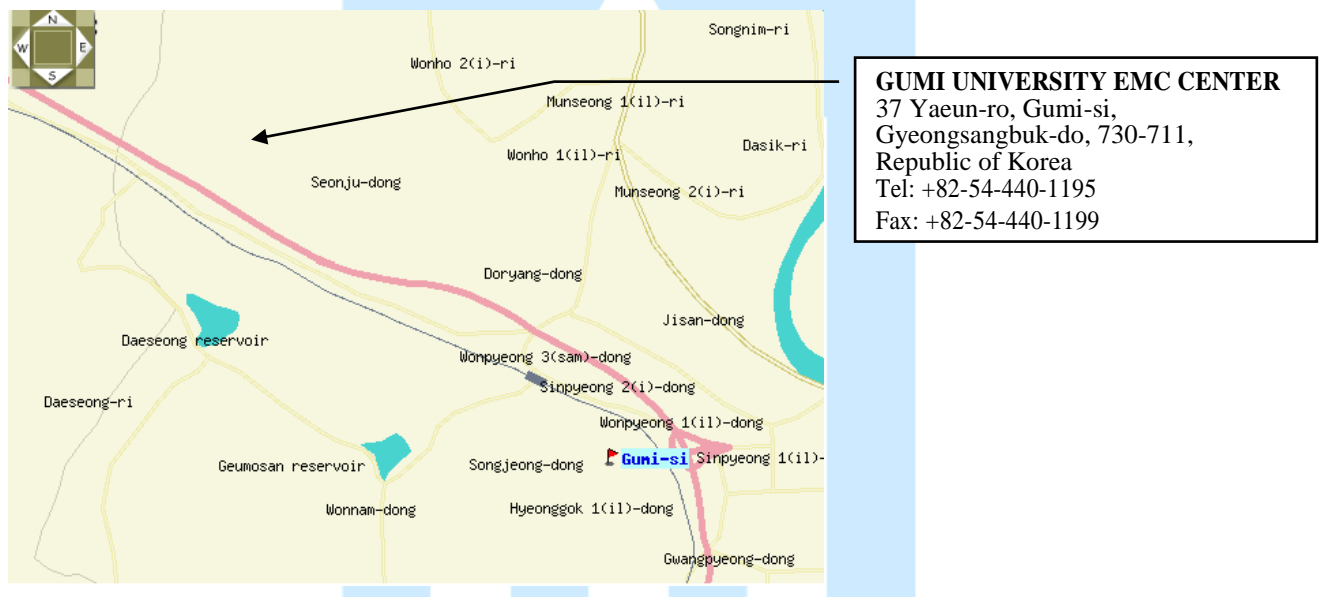 N
W E
S
Songnim-ri
Wonho 2(i)-ri
Munseong 1(il)-ri
Dasik-ri
Wonho 1(il)-ri
Seonju-dong
Munseong 2(i)-ri
Doryang-dong
Jisan-dong
Daeseong reservoir
Wonpyeong 3(sam)-dong
Sinpyeong 2(i)-dong
Daeseong-ri
Wonpyeong 1(il)-dong
Gumi-si
Sinpyeong 1(il)-
Geumosan reservoir
Songjeong-dong
Wonnam-dong
Hyeonggok 1(il)-dong
Gwangpyeong-dong
GUMI UNIVERSITY EMC CENTER
37 Yaeun-ro, Gumi-si,
Gyeongsangbuk-do, 730-711,
Republic of Korea
Tel: +82-54-440-1195
Fax: +82-54-440-1199